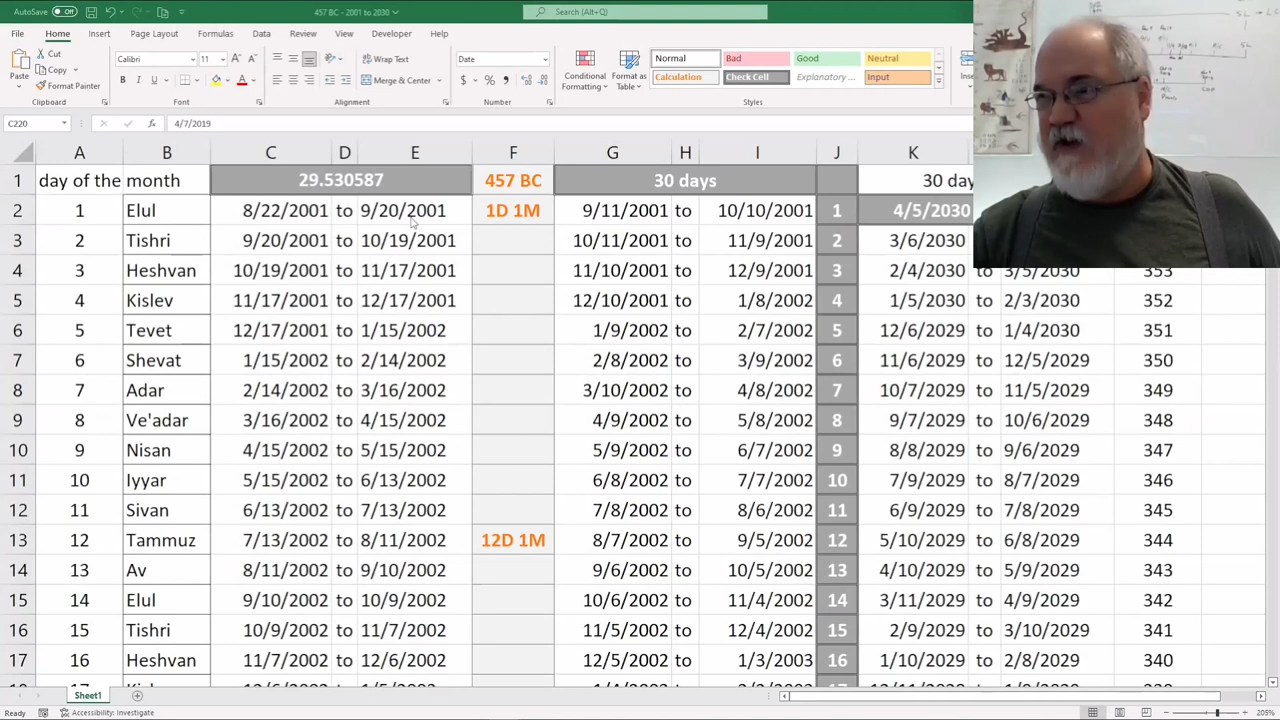 AutoSave Off 457 BC - 2001 to 2030 Search (Alt+Q)
File Home Insert Page Layout Formulas Data Review View Developer Help
Paste Cut Copy Format Painter Clipboard
Calibri B I U Font
Wrap Text Merge & Center Alignment
Date Number
Conditional Formatting Format as Table Normal Bad Good Neutral Calculation Check Cell Explanatory ... Input Styles
C220 4/7/2019
A B C D E F G H I J K
1 day of the month 29.530587 457 BC 30 days
2 1 Elul 8/22/2001 to 9/20/2001 1D 1M 9/11/2001 to 10/10/2001 1 4/5/2030
3 2 Tishri 9/20/2001 to 10/19/2001 10/11/2001 to 11/9/2001 2 3/6/2030
4 3 Heshvan 10/19/2001 to 11/17/2001 11/10/2001 to 12/9/2001 3 2/4/2030 to 3/5/2030 353
5 4 Kislev 11/17/2001 to 12/17/2001 12/10/2001 to 1/8/2002 4 1/5/2030 to 2/3/2030 352
6 5 Tevet 12/17/2001 to 1/15/2002 1/9/2002 to 2/7/2002 5 12/6/2029 to 1/4/2030 351
7 6 Shevat 1/15/2002 to 2/14/2002 2/8/2002 to 3/9/2002 6 11/6/2029 to 12/5/2029 350
8 7 Adar 2/14/2002 to 3/16/2002 3/10/2002 to 4/8/2002 7 10/7/2029 to 11/5/2029 349
9 8 Ve'adar 3/16/2002 to 4/15/2002 4/9/2002 to 5/8/2002 8 9/7/2029 to 10/6/2029 348
10 9 Nisan 4/15/2002 to 5/15/2002 5/9/2002 to 6/7/2002 9 8/8/2029 to 9/6/2029 347
11 10 Iyyar 5/15/2002 to 6/13/2002 6/8/2002 to 7/7/2002 10 7/9/2029 to 8/7/2029 346
12 11 Sivan 6/13/2002 to 7/13/2002 7/8/2002 to 8/6/2002 11 6/9/2029 to 7/8/2029 345
13 12 Tammuz 7/13/2002 to 8/11/2002 12D 1M 8/7/2002 to 9/5/2002 12 5/10/2029 to 6/8/2029 344
14 13 Av 8/11/2002 to 9/10/2002 9/6/2002 to 10/5/2002 13 4/10/2029 to 5/9/2029 343
15 14 Elul 9/10/2002 to 10/9/2002 10/6/2002 to 11/4/2002 14 3/11/2029 to 4/9/2029 342
16 15 Tishri 10/9/2002 to 11/7/2002 11/5/2002 to 12/4/2002 15 2/9/2029 to 3/10/2029 341
17 16 Heshvan 11/7/2002 to 12/6/2002 12/5/2002 to 1/3/2003 16 1/10/2029 to 2/8/2029 340
Sheet1
Ready Accessibility: Investigate 205%